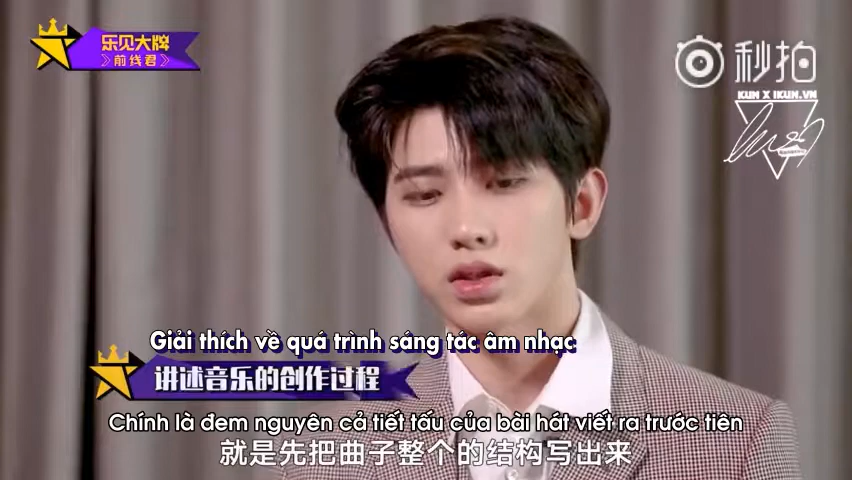 乐见大牌
》前线君》
秒拍
KUN X IKUN.VN
Giải thích về quá trình sáng tác âm nhạc
讲述音乐的创作过程
Chính là đem nguyên cả tiết tấu của bài hát viết ra trước tiên
就是先把曲子整个的结构写出来